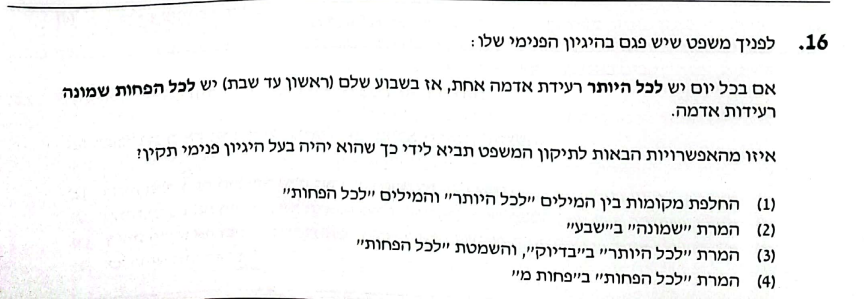 16. לפניך משפט שיש פגם בהיגיון הפנימי שלו:
אם בכל יום יש לכל היותר רעידת אדמה אחת, אז בשבוע שלם (ראשון עד שבת) יש לכל הפחות שמונה
רעידות אדמה.
איזו מהאפשרויות הבאות לתיקון המשפט תביא לידי כך שהוא יהיה בעל היגיון פנימי תקין?
(1) החלפת מקומות בין המילים "לכל היותר" והמילים "לכל הפחות"
(2) המרת "שמונה" ב"שבע"
(3) המרת "לכל היותר" ב"בדיוק", והשמטת "לכל הפחות"
(4) המרת "לכל הפחות" ב"פחות מ"